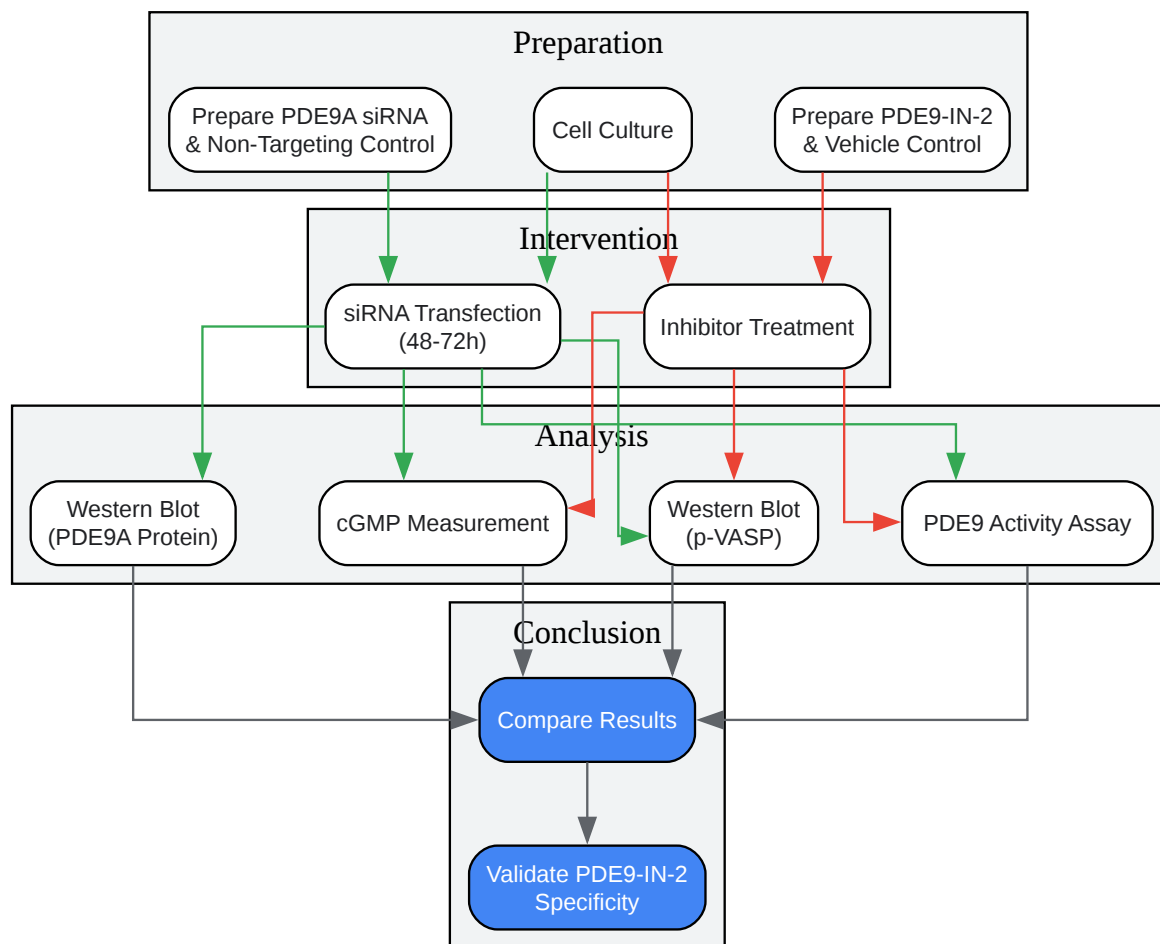 Preparation
Prepare PDE9A siRNA
& Non-Targeting Control
Cell Culture
Prepare PDE9-IN-2
& Vehicle Control
Intervention
siRNA Transfection
(48-72h)
Inhibitor Treatment
Analysis
Western Blot
(PDE9A Protein)
cGMP Measurement
Western Blot
(p-VASP)
PDE9 Activity Assay
Conclusion
Compare Results
Validate PDE9-IN-2
Specificity